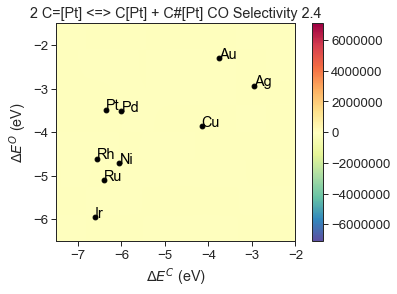 2 C=[Pt] <=> C[Pt] + C#[Pt] CO Selectivity 2.4
−2
−3
−4
−5
−6
ΔE^O (eV)
Au
Ag
Pt
Pd
Cu
Rh
Ni
Ru
Ir
−7
−6
−5
−4
−3
−2
ΔE^C (eV)
6000000
4000000
2000000
0
−2000000
−4000000
−6000000